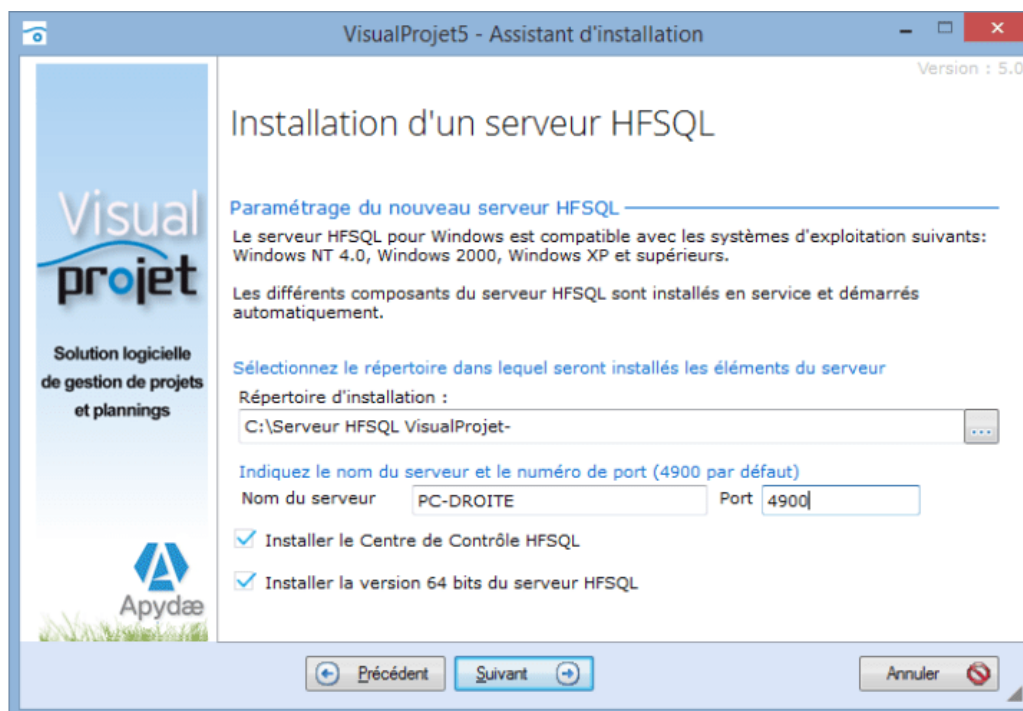 VisualProjet5 - Assistant d'installation
Version : 5.0
Installation d'un serveur HFSQL
Visual
projet
Solution logicielle
de gestion de projets
et plannings
Apydæ
Paramétrage du nouveau serveur HFSQL
Le serveur HFSQL pour Windows est compatible avec les systèmes d'exploitation suivants:
Windows NT 4.0, Windows 2000, Windows XP et supérieurs.
Les différents composants du serveur HFSQL sont installés en service et démarrés
automatiquement.
Sélectionnez le répertoire dans lequel seront installés les éléments du serveur
Répertoire d'installation :
C:\Serveur HFSQL VisualProjet-
...
Indiquez le nom du serveur et le numéro de port (4900 par défaut)
Nom du serveur PC-DROITE Port 4900
Installer le Centre de Contrôle HFSQL
Installer la version 64 bits du serveur HFSQL
Précédent Suivant Annuler